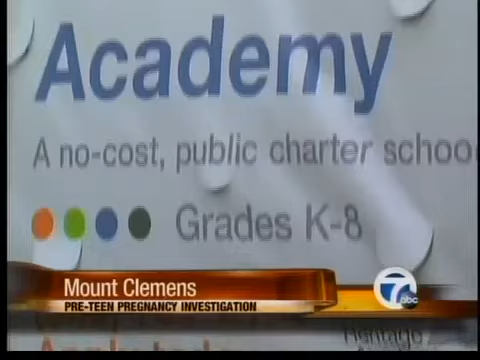 Academy
A no-cost, public charter schoo
Grades K-8
Mount Clemens
7 abc
PRE-TEEN PREGNANCY INVESTIGATION
Heritage